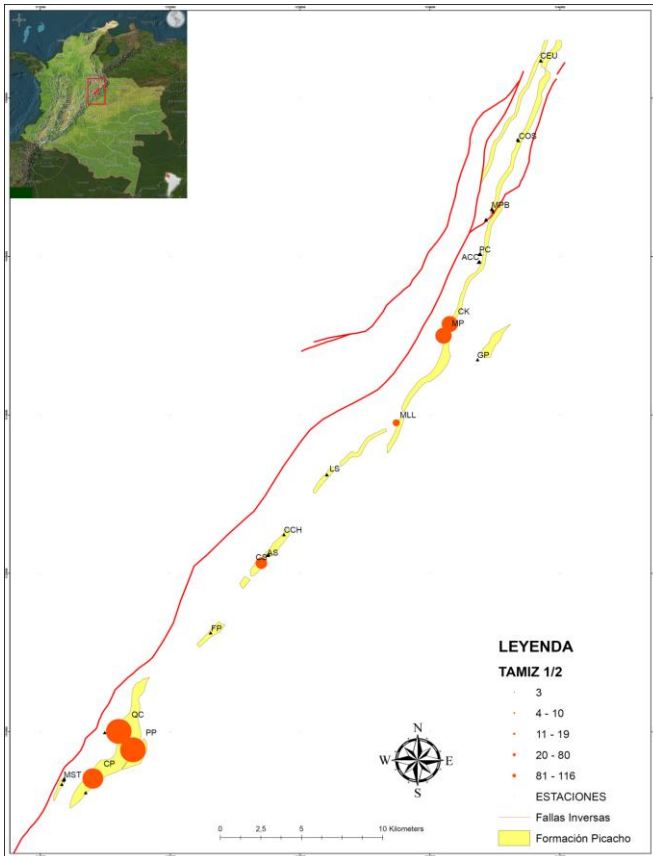 CEU
COS
MPB
PC
ACC
CK
MP
GP
MLL
LS
CCH
AS
CS
FP
QC
PP
CP
MST
LEYENDA
TAMIZ 1/2
3
4 - 10
11 - 19
20 - 80
81 - 116
ESTACIONES
Fallas Inversas
Formación Picacho
N
W E
S
0 2,5 5 10 Kilometers